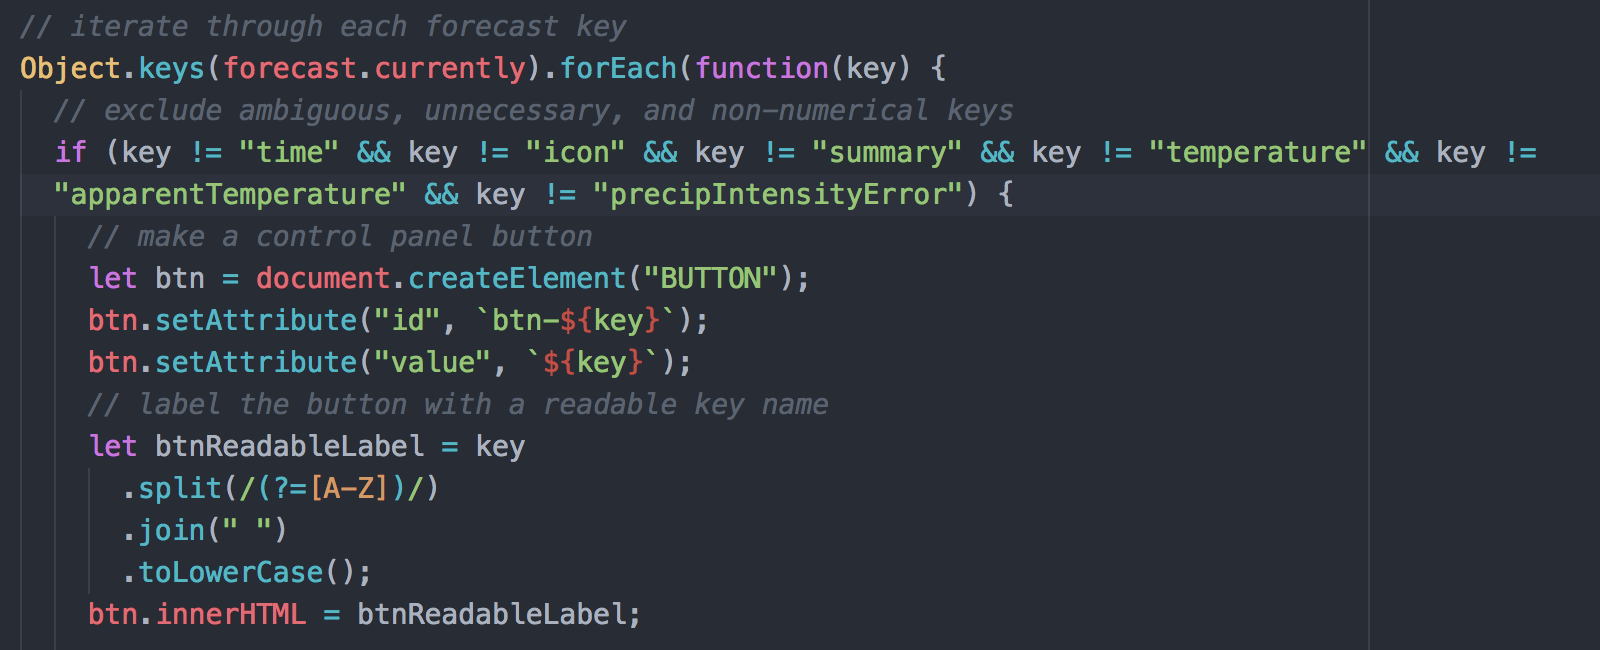 // iterate through each forecast key
Object.keys(forecast.currently).forEach(function(key) {
// exclude ambiguous, unnecessary, and non-numerical keys
if (key != "time" && key != "icon" && key != "summary" && key != "temperature" && key !=
"apparentTemperature" && key != "precipIntensityError") {
// make a control panel button
let btn = document.createElement("BUTTON");
btn.setAttribute("id", `btn-${key}`);
btn.setAttribute("value", `${key}`);
// label the button with a readable key name
let btnReadableLabel = key
.split(/(?=[A-Z])/)
.join(" ")
.toLowerCase();
btn.innerHTML = btnReadableLabel;